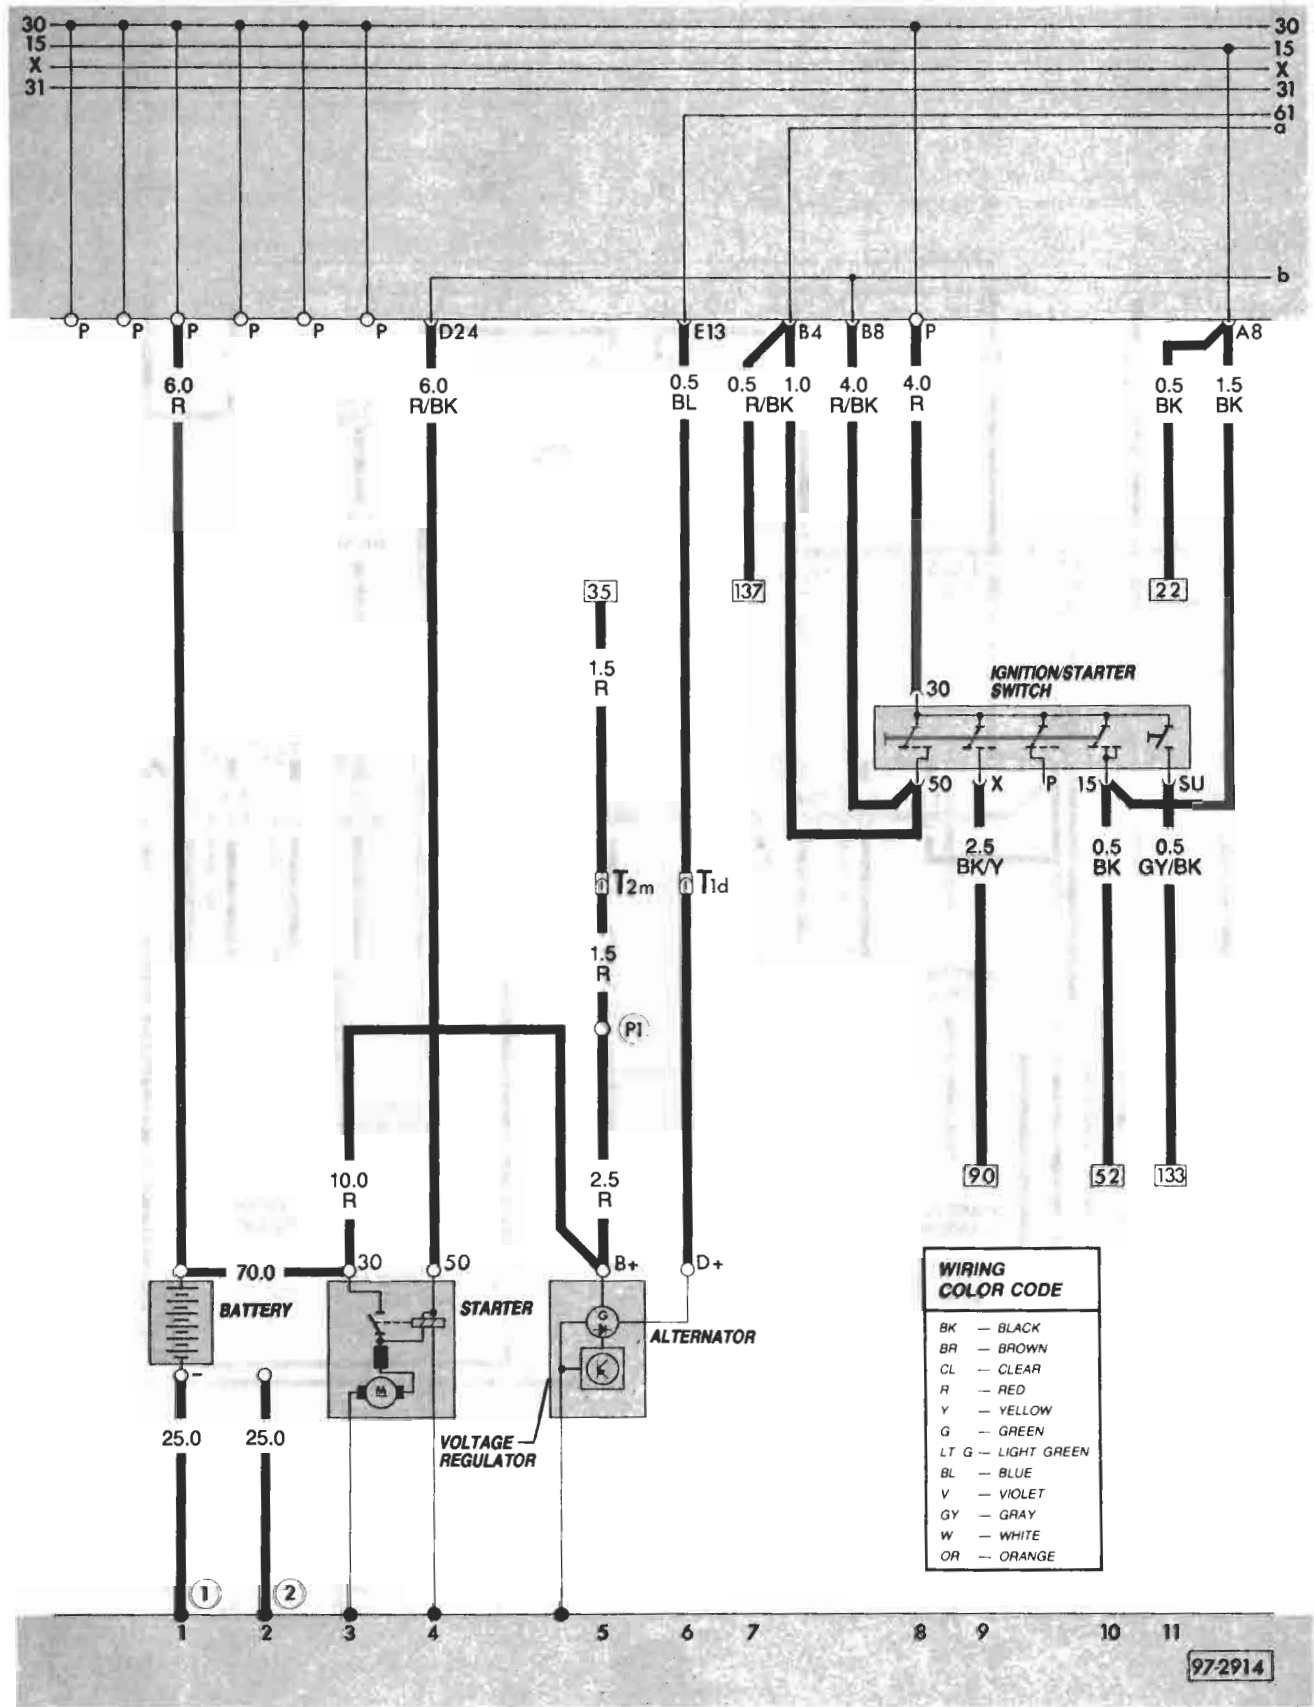 30 30
15 15
X X
31 31
61
a
b
P P P P P P D24 E13 B4 B8 P A8
6.0 6.0 0.5 0.5 1.0 4.0 4.0 0.5 1.5
R R/BK BL R/BK R/BK R BK BK
35 137 22
1.5
R
IGNITION/STARTER
SWITCH
30
50 X P 15 SU
2.5 0.5 0.5
BK/Y BK GY/BK
T2m T1d
1.5
R
P1
10.0 2.5
R R
90 52 133
70.0 30 50 B+ D+
BATTERY
STARTER
G
ALTERNATOR
M
-
25.0 25.0
VOLTAGE
REGULATOR
WIRING
COLOR CODE
BK — BLACK
BR — BROWN
CL — CLEAR
R — RED
Y — YELLOW
G — GREEN
LT G — LIGHT GREEN
BL — BLUE
V — VIOLET
GY — GRAY
W — WHITE
OR — ORANGE
1 2
1 2 3 4 5 6 7 8 9 10 11
97-2914